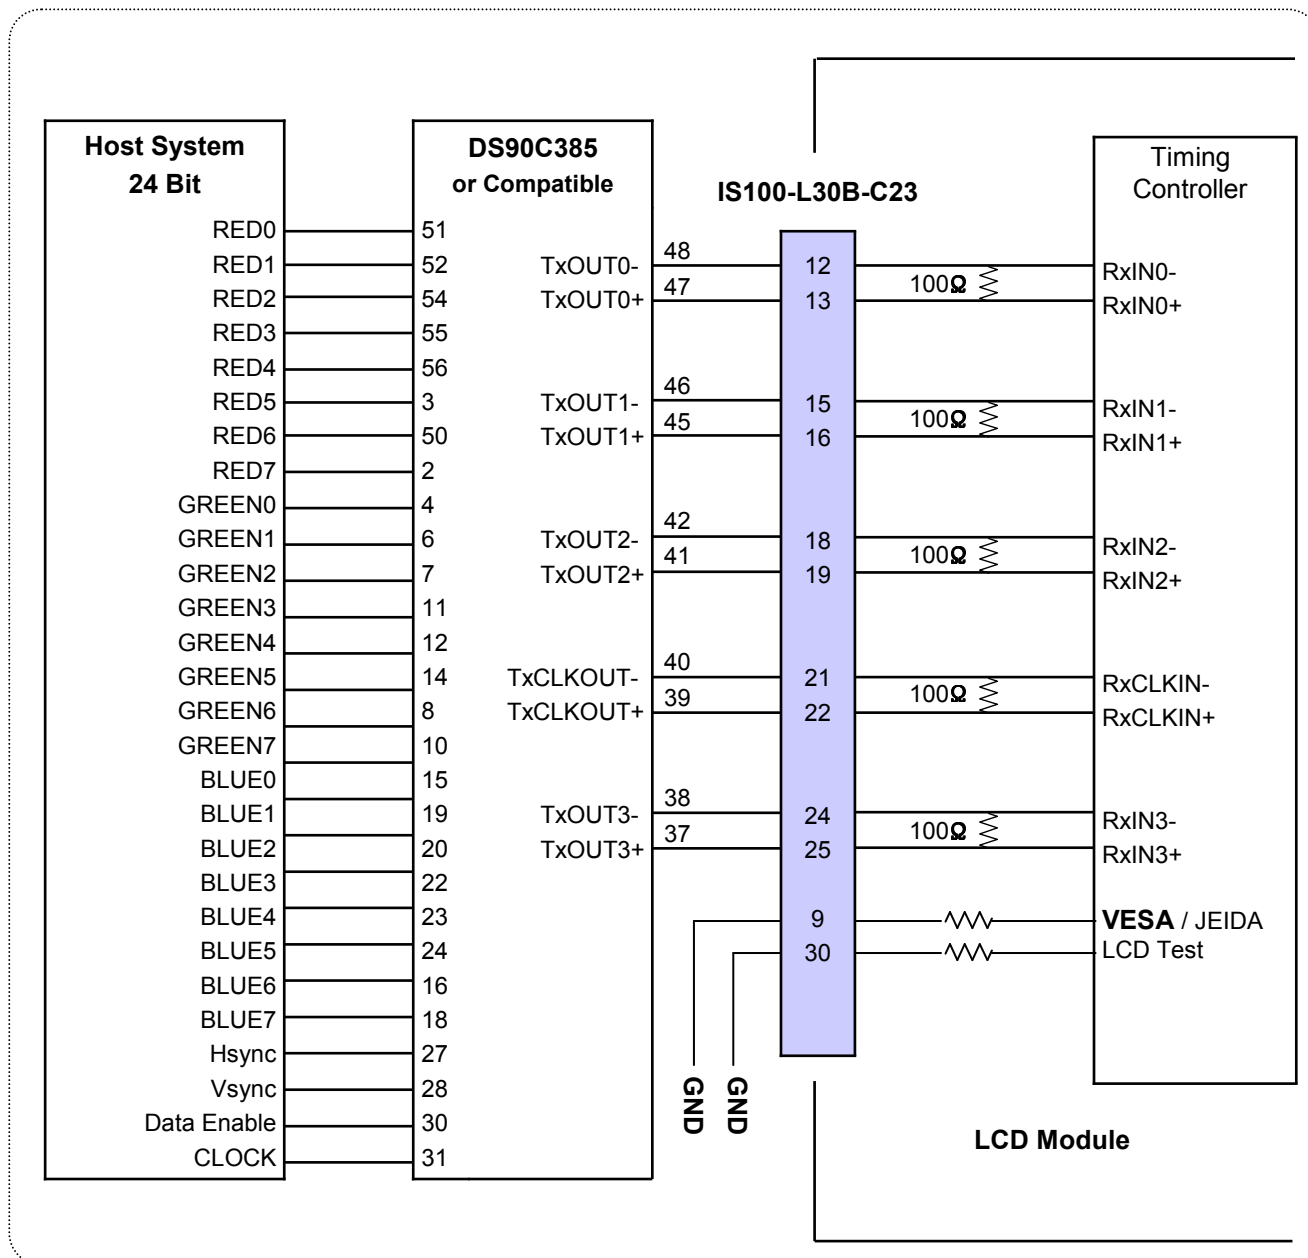 Host System
24 Bit
RED0
RED1
RED2
RED3
RED4
RED5
RED6
RED7
GREEN0
GREEN1
GREEN2
GREEN3
GREEN4
GREEN5
GREEN6
GREEN7
BLUE0
BLUE1
BLUE2
BLUE3
BLUE4
BLUE5
BLUE6
BLUE7
Hsync
Vsync
Data Enable
CLOCK
DS90C385
or Compatible
51
52
54
55
56
3
50
2
4
6
7
11
12
14
8
10
15
19
20
22
23
24
16
18
27
28
30
31
TxOUT0-
TxOUT0+
TxOUT1-
TxOUT1+
TxOUT2-
TxOUT2+
TxCLKOUT-
TxCLKOUT+
TxOUT3-
TxOUT3+
48
47
46
45
42
41
40
39
38
37
GND
GND
IS100-L30B-C23
12
13
15
16
18
19
21
22
24
25
9
30
100Ω
100Ω
100Ω
100Ω
100Ω
Timing
Controller
RxIN0-
RxIN0+
RxIN1-
RxIN1+
RxIN2-
RxIN2+
RxCLKIN-
RxCLKIN+
RxIN3-
RxIN3+
VESA / JEIDA
LCD Test
LCD Module